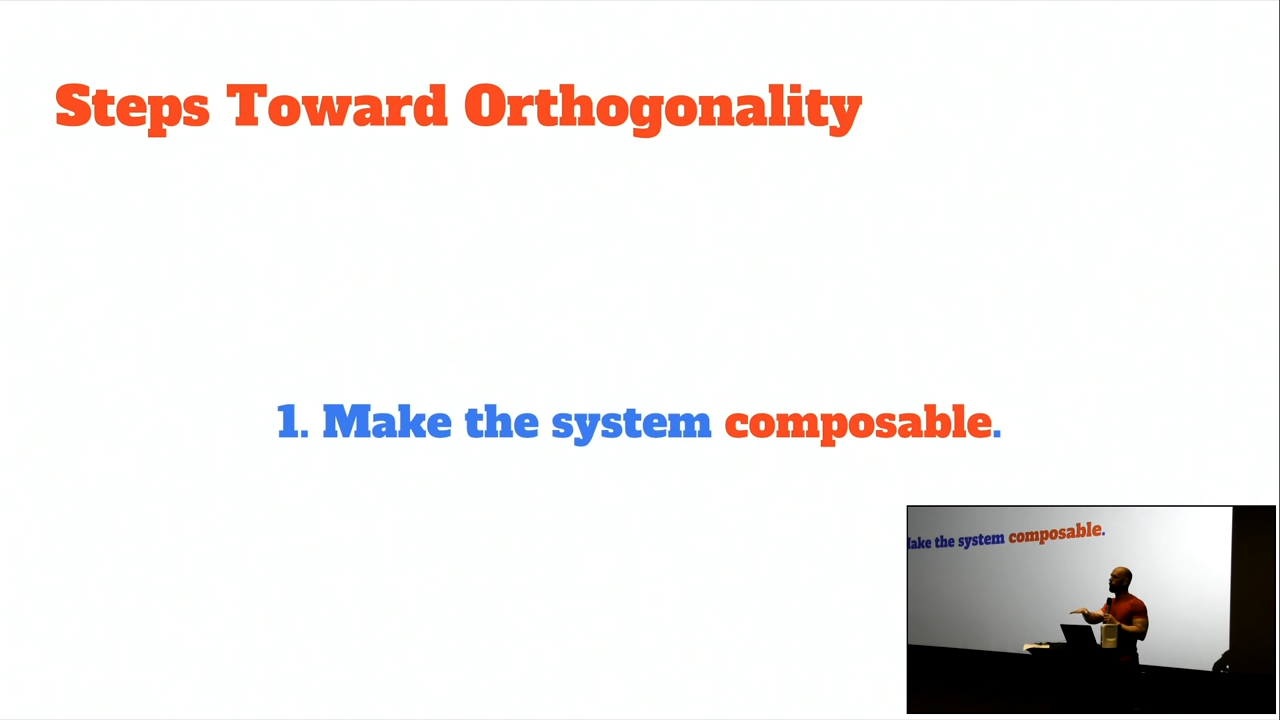 Steps Toward Orthogonality
1. Make the system composable.
ake the system composable.